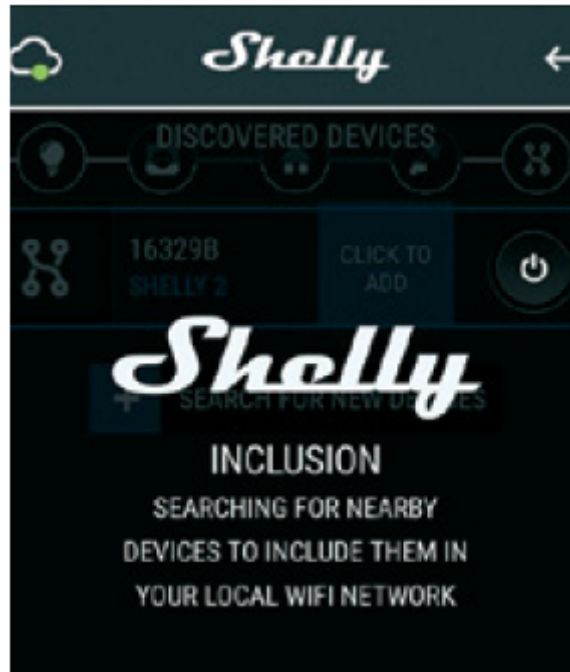 Shelly
DISCOVERED DEVICES
16329B
SHELLY 2
CLICK TO
ADD
Shelly
+ SEARCH FOR NEW DEVICES
INCLUSION
SEARCHING FOR NEARBY
DEVICES TO INCLUDE THEM IN
YOUR LOCAL WIFI NETWORK